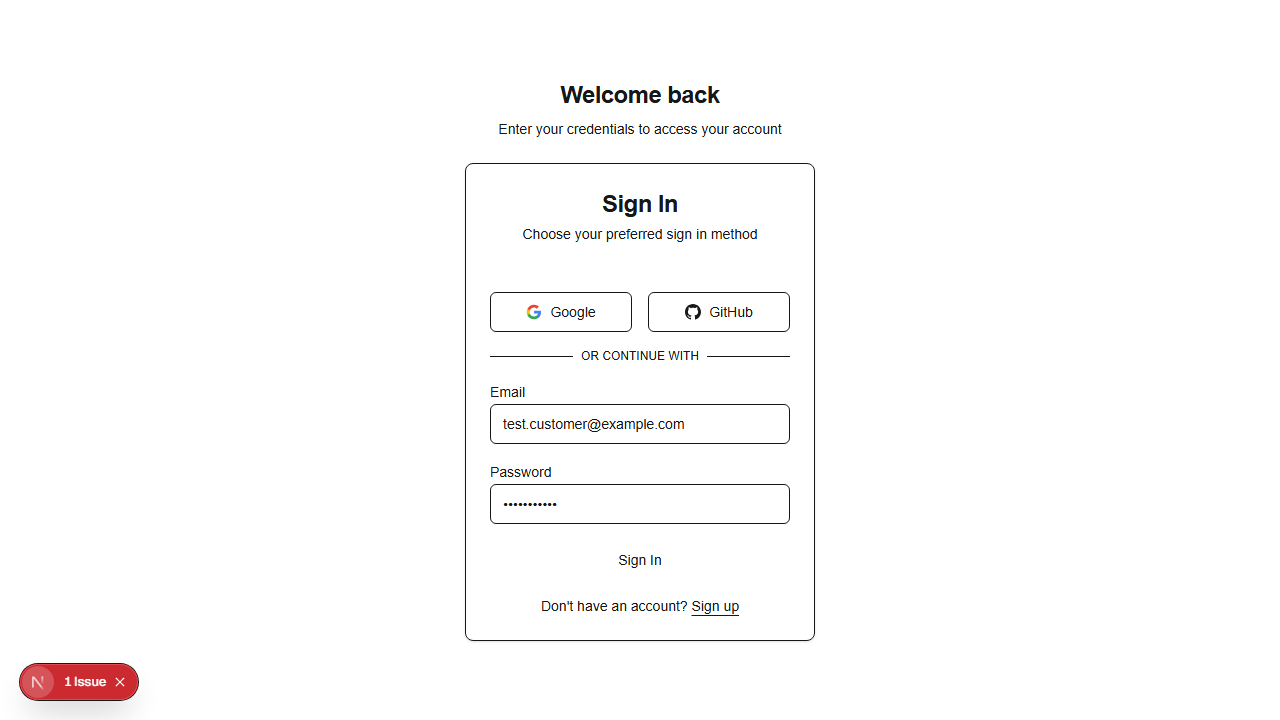 Welcome back
Enter your credentials to access your account
Sign In
Choose your preferred sign in method
Google
GitHub
OR CONTINUE WITH
Email
test.customer@example.com
Password
•••••••••••
Sign In
Don't have an account? Sign up
1 Issue